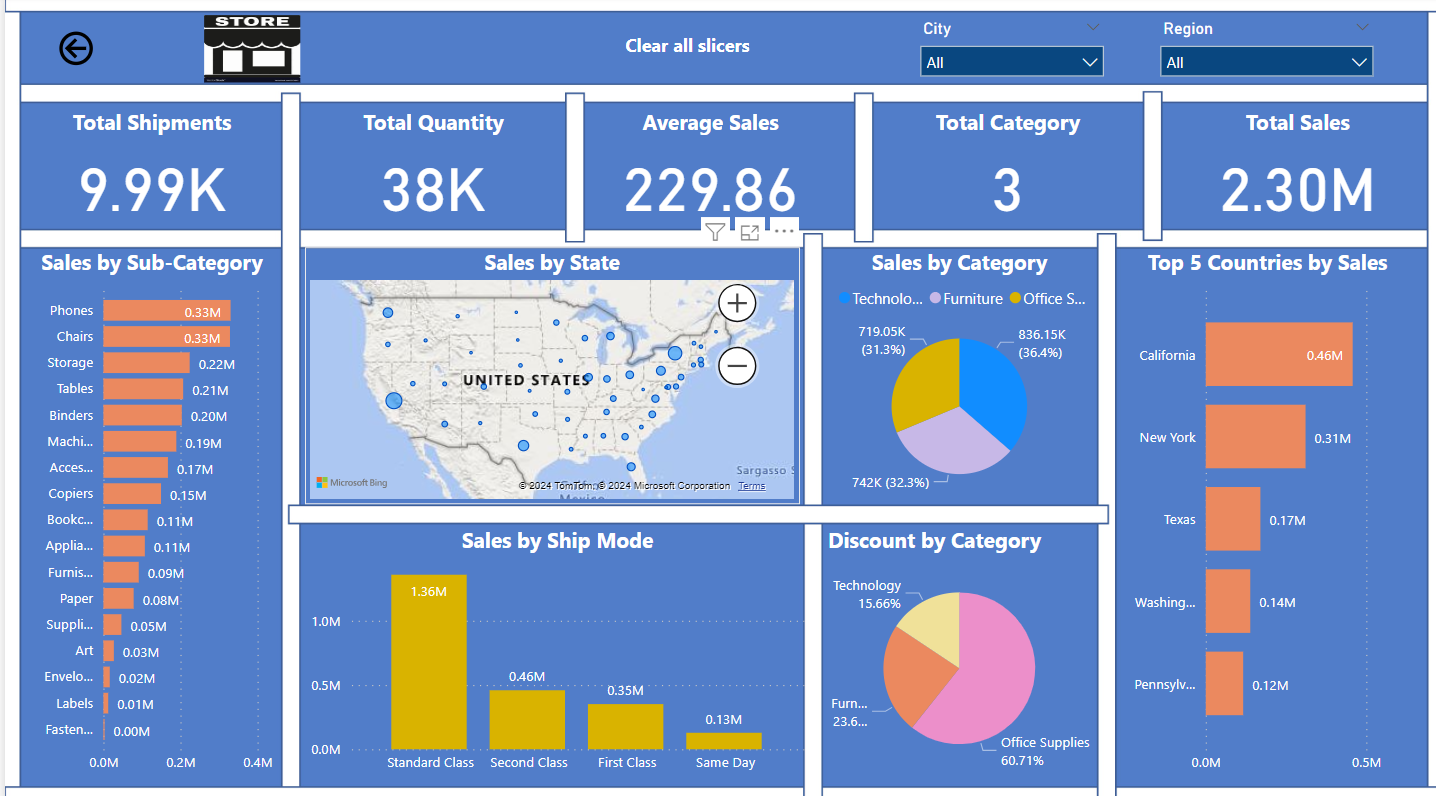 STORE
Clear all slicers
City
All
Region
All
Total Shipments
9.99K
Total Quantity
38K
Average Sales
229.86
Total Category
3
Total Sales
2.30M
Sales by Sub-Category
Phones
0.33M
Chairs
0.33M
Storage
0.22M
Tables
0.21M
Binders
0.20M
Machi...
0.19M
Acces...
0.17M
Copiers
0.15M
Bookc...
0.11M
Applia...
0.11M
Furnis...
0.09M
Paper
0.08M
Suppli...
0.05M
Art
0.03M
Envelo...
0.02M
Labels
0.01M
Fasten...
0.00M
0.0M 0.2M 0.4M
Sales by State
UNITED STATES
Sargasso S
Mexico
Microsoft Bing
© 2024 TomTom, © 2024 Microsoft Corporation Terms
Sales by Category
Technolo... Furniture Office S...
719.05K
(31.3%)
836.15K
(36.4%)
742K (32.3%)
Top 5 Countries by Sales
California
0.46M
New York
0.31M
Texas
0.17M
Washing...
0.14M
Pennsylv...
0.12M
0.0M 0.5M
Sales by Ship Mode
1.0M
0.5M
0.0M
1.36M
0.46M
0.35M
0.13M
Standard Class Second Class First Class Same Day
Discount by Category
Technology
15.66%
Furn...
23.6...
Office Supplies
60.71%